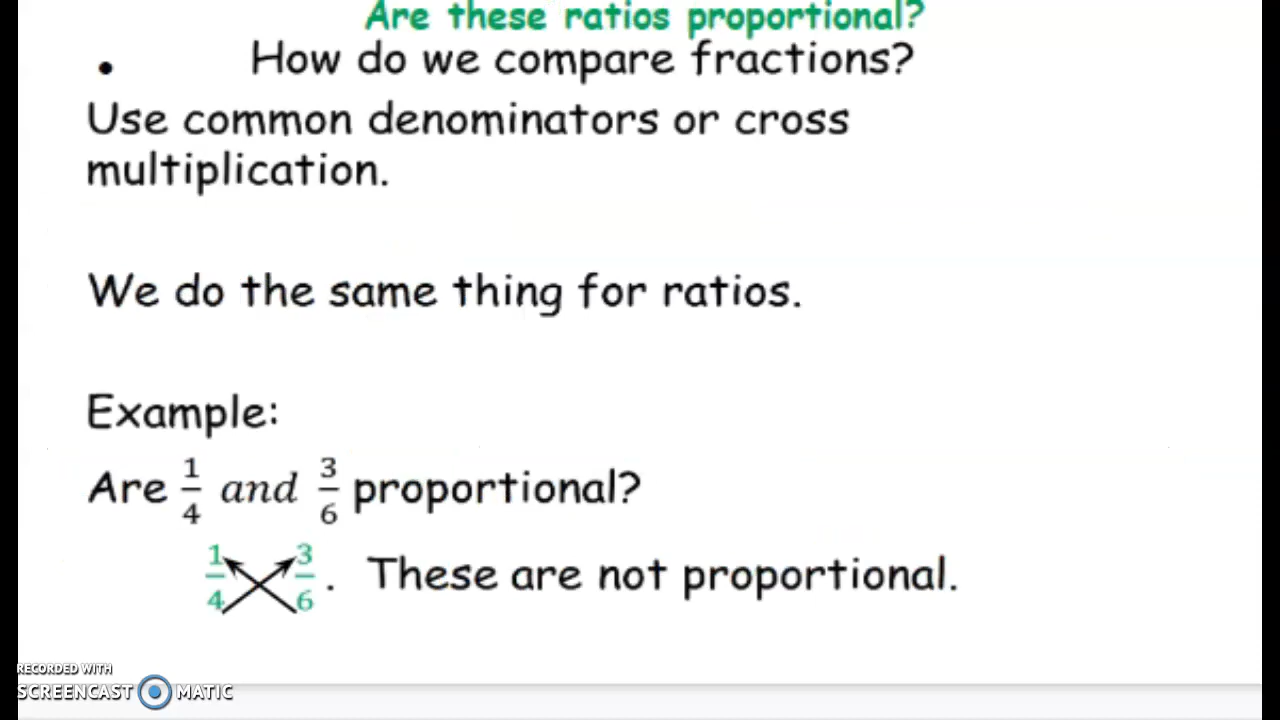 Are these ratios proportional?
• How do we compare fractions?
Use common denominators or cross
multiplication.
We do the same thing for ratios.
Example:
Are 1/4 and 3/6 proportional?
1/4 3/6 . These are not proportional.
RECORDED WITH
SCREENCAST MATIC